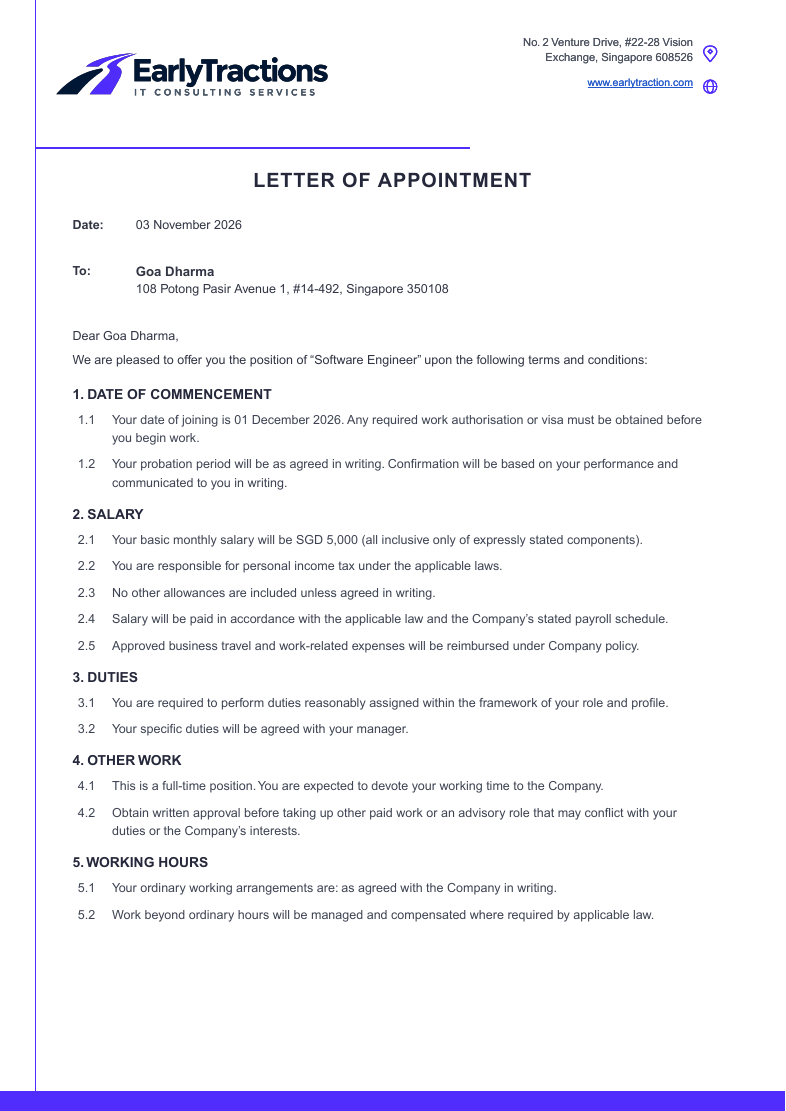 EarlyTractions
IT CONSULTING SERVICES
No. 2 Venture Drive, #22-28 Vision
Exchange, Singapore 608526
www.earlytraction.com
LETTER OF APPOINTMENT
Date: 03 November 2026
To: Goa Dharma
108 Potong Pasir Avenue 1, #14-492, Singapore 350108
Dear Goa Dharma,
We are pleased to offer you the position of “Software Engineer” upon the following terms and conditions:
1. DATE OF COMMENCEMENT
1.1 Your date of joining is 01 December 2026. Any required work authorisation or visa must be obtained before
you begin work.
1.2 Your probation period will be as agreed in writing. Confirmation will be based on your performance and
communicated to you in writing.
2. SALARY
2.1 Your basic monthly salary will be SGD 5,000 (all inclusive only of expressly stated components).
2.2 You are responsible for personal income tax under the applicable laws.
2.3 No other allowances are included unless agreed in writing.
2.4 Salary will be paid in accordance with the applicable law and the Company’s stated payroll schedule.
2.5 Approved business travel and work-related expenses will be reimbursed under Company policy.
3. DUTIES
3.1 You are required to perform duties reasonably assigned within the framework of your role and profile.
3.2 Your specific duties will be agreed with your manager.
4. OTHER WORK
4.1 This is a full-time position. You are expected to devote your working time to the Company.
4.2 Obtain written approval before taking up other paid work or an advisory role that may conflict with your
duties or the Company’s interests.
5. WORKING HOURS
5.1 Your ordinary working arrangements are: as agreed with the Company in writing.
5.2 Work beyond ordinary hours will be managed and compensated where required by applicable law.